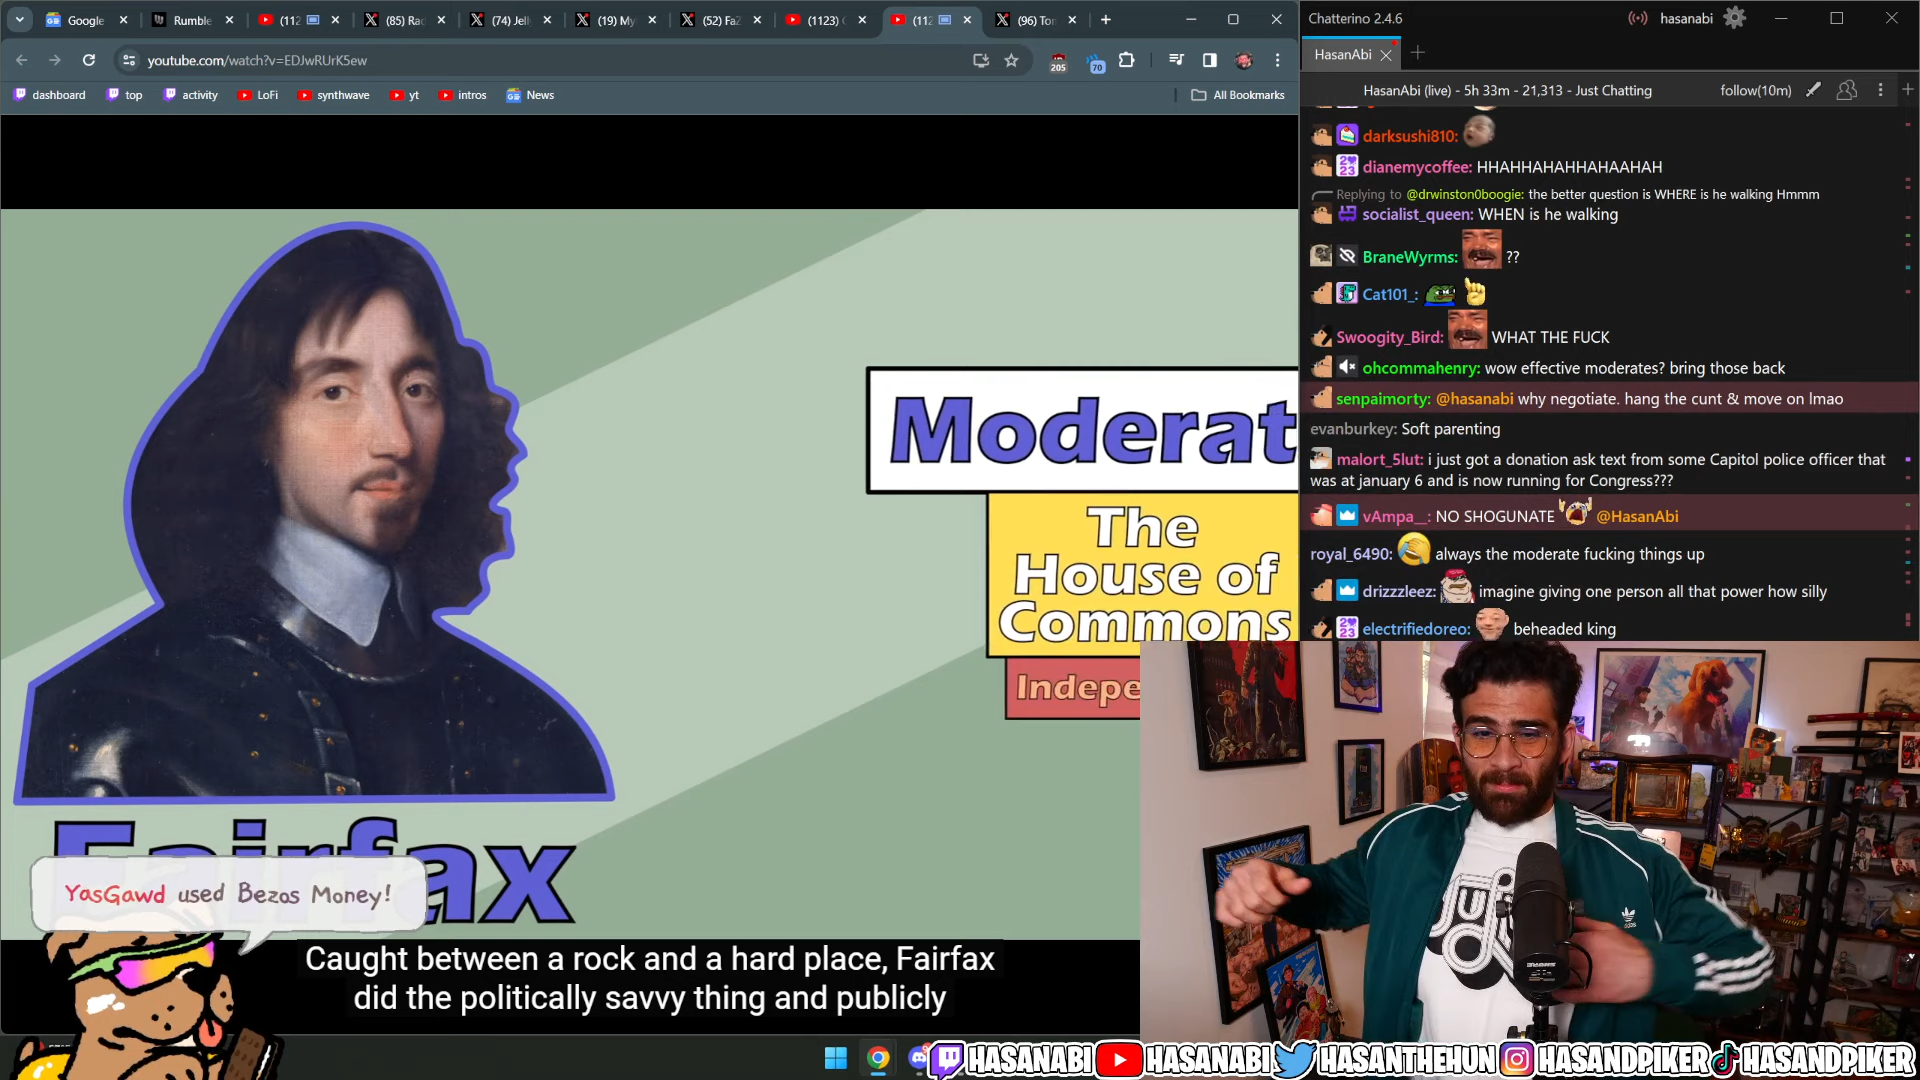 Google
Rumble
(112
(85) Rad
(74) Jell
(19) My
(52) FaZ
(1123) C
(112
(96) Tor
youtube.com/watch?v=EDJwRUrK5ew
205
70
dashboard
top
activity
LoFi
synthwave
yt
intros
News
All Bookmarks
Moderat
The
House of
Commons
Indepe
Fairfax
YasGawd used Bezos Money!
Caught between a rock and a hard place, Fairfax
did the politically savvy thing and publicly
Chatterino 2.4.6
hasanabi
HasanAbi
HasanAbi (live) - 5h 33m - 21,313 - Just Chatting
follow(10m)
darksushi810:
dianemycoffee: HHAHHAHAHHAHAAHAH
Replying to @drwinston0boogie: the better question is WHERE is he walking Hmmm
socialist_queen: WHEN is he walking
BraneWyrms: ??
Cat101_:
Swoogity_Bird: WHAT THE FUCK
ohcommahenry: wow effective moderates? bring those back
senpaimorty: @hasanabi why negotiate. hang the cunt & move on lmao
evanburkey: Soft parenting
malort_5lut: i just got a donation ask text from some Capitol police officer that
was at january 6 and is now running for Congress???
vAmpa__: NO SHOGUNATE @HasanAbi
royal_6490: always the moderate fucking things up
drizzzleez: imagine giving one person all that power how silly
electrifiedoreo: beheaded king
HASANABI
HASANABI
HASANTHEHUN
HASANDPIKER
HASANDPIKER